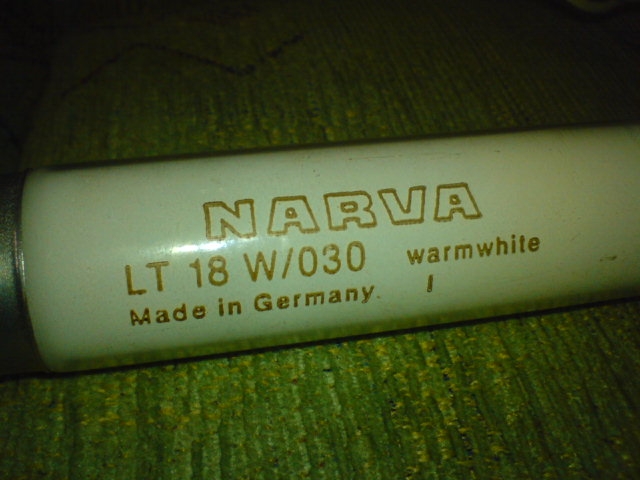 NARVA
LT 18 W/030 warmwhite
Made in Germany I